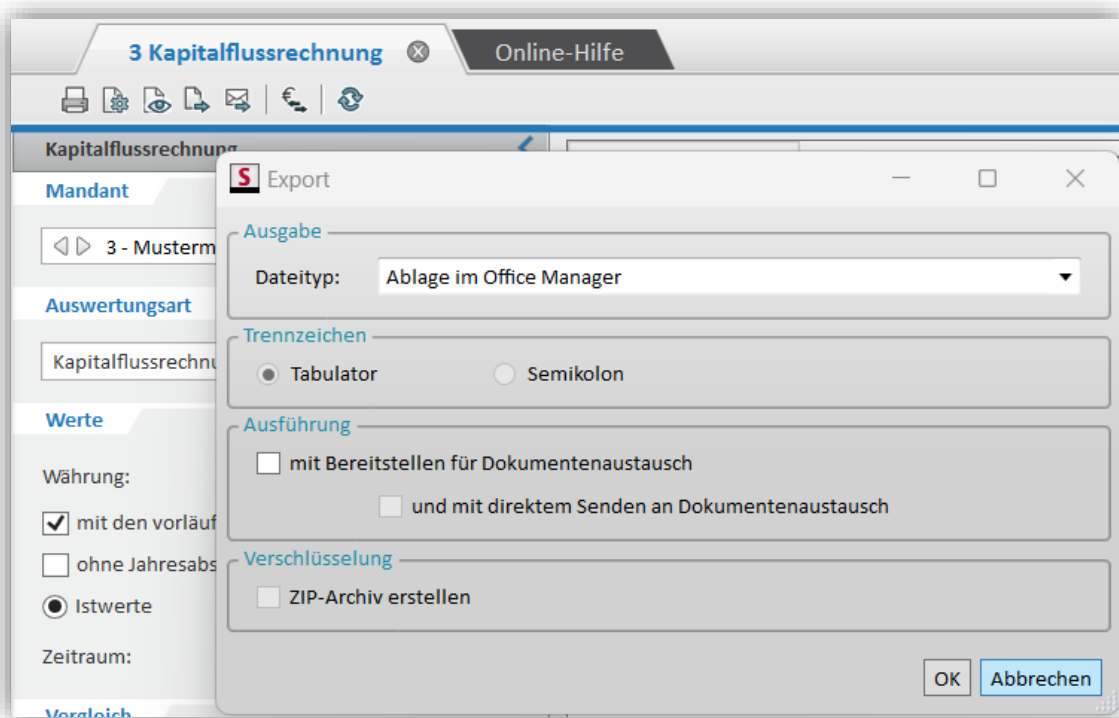 3 Kapitalflussrechnung
Online-Hilfe
Kapitalflussrechnung
Mandant
3 - Musterm
Auswertungsart
Kapitalflussrechnu
Werte
Währung:
mit den vorläuf
ohne Jahresabs
Istwerte
Zeitraum:
Vergleich
S Export
Ausgabe
Dateityp: Ablage im Office Manager
Trennzeichen
Tabulator Semikolon
Ausführung
mit Bereitstellen für Dokumentenaustausch
und mit direktem Senden an Dokumentenaustausch
Verschlüsselung
ZIP-Archiv erstellen
OK Abbrechen